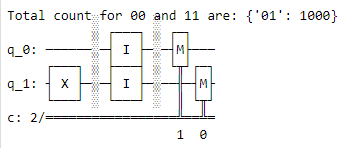 Total count for 00 and 11 are: {'01': 1000}
q_0: I M
q_1: X I M
c: 2/
1 0